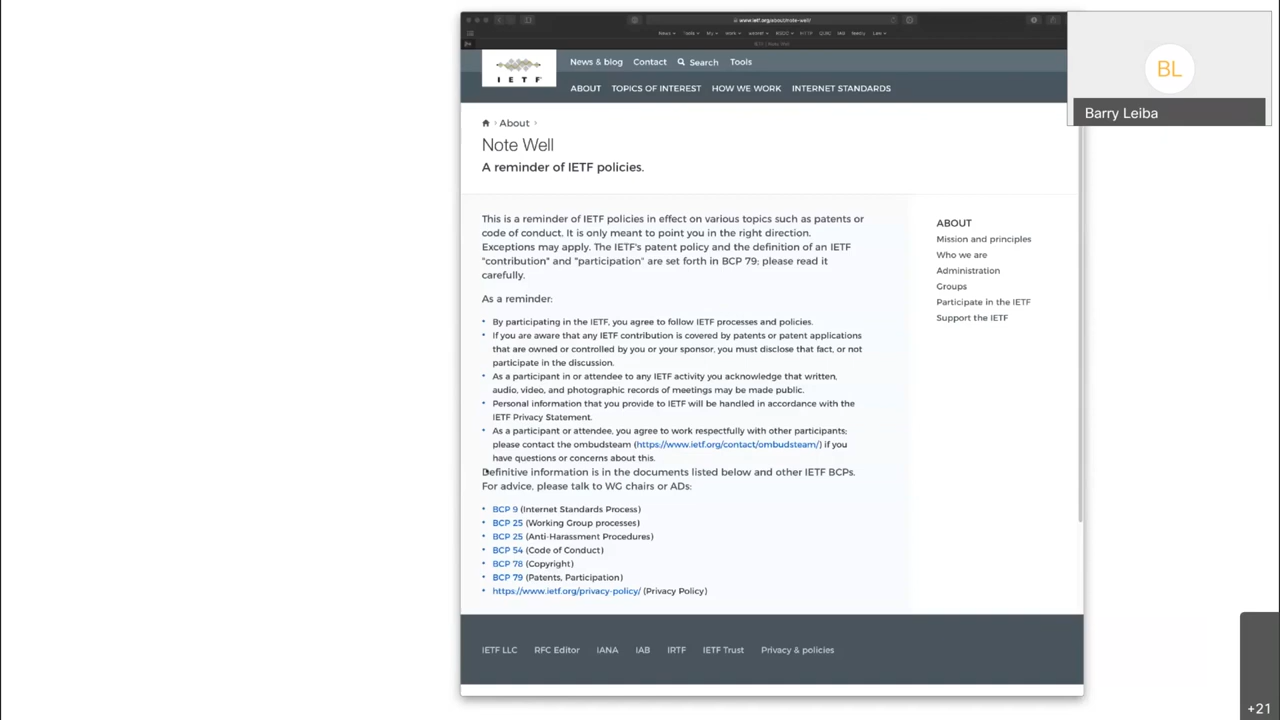 www.ietf.org/about/note-well/
IETF | Note Well
IETF
News & blog Contact Search Tools
ABOUT TOPICS OF INTEREST HOW WE WORK INTERNET STANDARDS
BL
Barry Leiba
About
Note Well
A reminder of IETF policies.
This is a reminder of IETF policies in effect on various topics such as patents or
code of conduct. It is only meant to point you in the right direction.
Exceptions may apply. The IETF's patent policy and the definition of an IETF
"contribution" and "participation" are set forth in BCP 79; please read it
carefully.
As a reminder:
• By participating in the IETF, you agree to follow IETF processes and policies.
• If you are aware that any IETF contribution is covered by patents or patent applications
that are owned or controlled by you or your sponsor, you must disclose that fact, or not
participate in the discussion.
• As a participant in or attendee to any IETF activity you acknowledge that written,
audio, video, and photographic records of meetings may be made public.
• Personal information that you provide to IETF will be handled in accordance with the
IETF Privacy Statement.
• As a participant or attendee, you agree to work respectfully with other participants;
please contact the ombudsteam (https://www.ietf.org/contact/ombudsteam/) if you
have questions or concerns about this.
Definitive information is in the documents listed below and other IETF BCPs.
For advice, please talk to WG chairs or ADs:
• BCP 9 (Internet Standards Process)
• BCP 25 (Working Group processes)
• BCP 25 (Anti-Harassment Procedures)
• BCP 54 (Code of Conduct)
• BCP 78 (Copyright)
• BCP 79 (Patents, Participation)
• https://www.ietf.org/privacy-policy/ (Privacy Policy)
ABOUT
Mission and principles
Who we are
Administration
Groups
Participate in the IETF
Support the IETF
IETF LLC RFC Editor IANA IAB IRTF IETF Trust Privacy & policies
+21